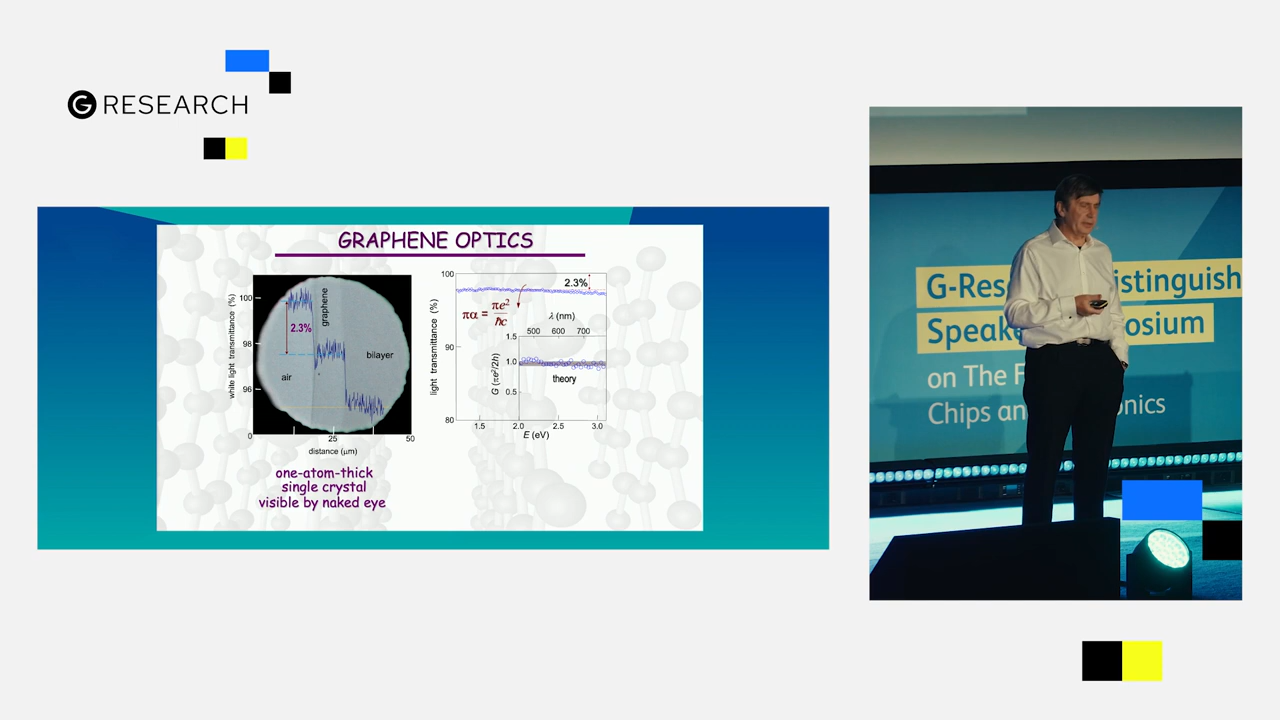 G RESEARCH
GRAPHENE OPTICS
white light transmittance (%)
100
98
96
0
25
50
distance (μm)
2.3%
graphene
air
bilayer
one-atom-thick
single crystal
visible by naked eye
light transmittance (%)
100
90
80
2.3%
πα = πe²/ħc
λ (nm)
500 600 700
G (πe²/2h)
1.5
1.0
0.5
theory
1.5 2.0 2.5 3.0
E (eV)
G-Res istinguish
Speak osium
on The F
Chips an onics